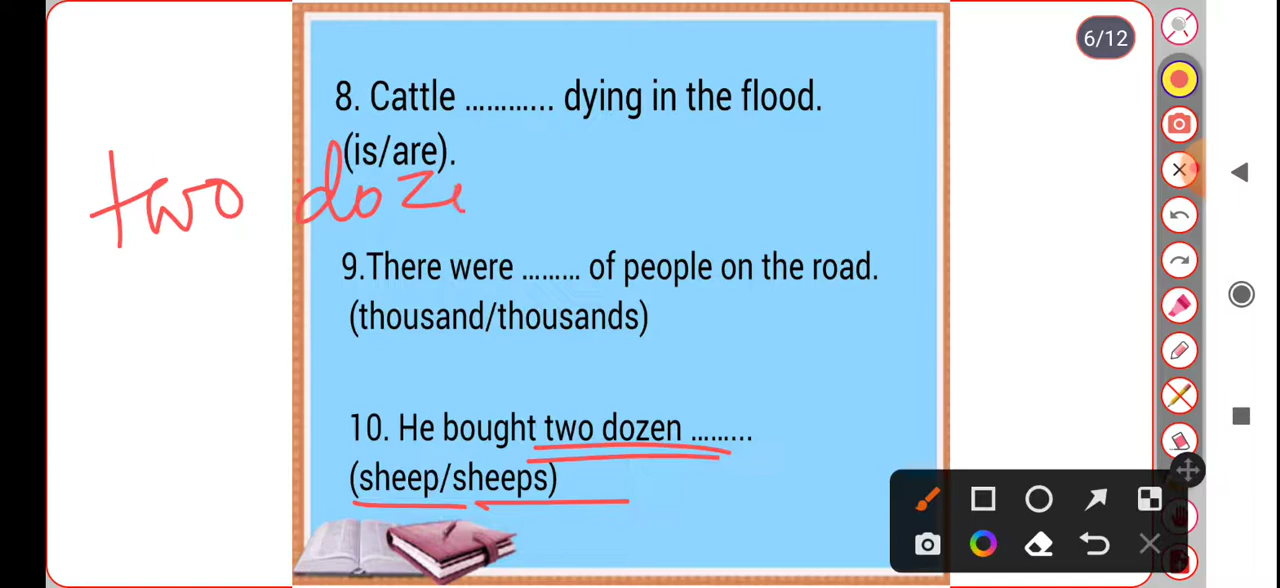 6/12
8. Cattle ………... dying in the flood.
(is/are).
two doze
9.There were ……… of people on the road.
(thousand/thousands)
10. He bought two dozen ……...
(sheep/sheeps)